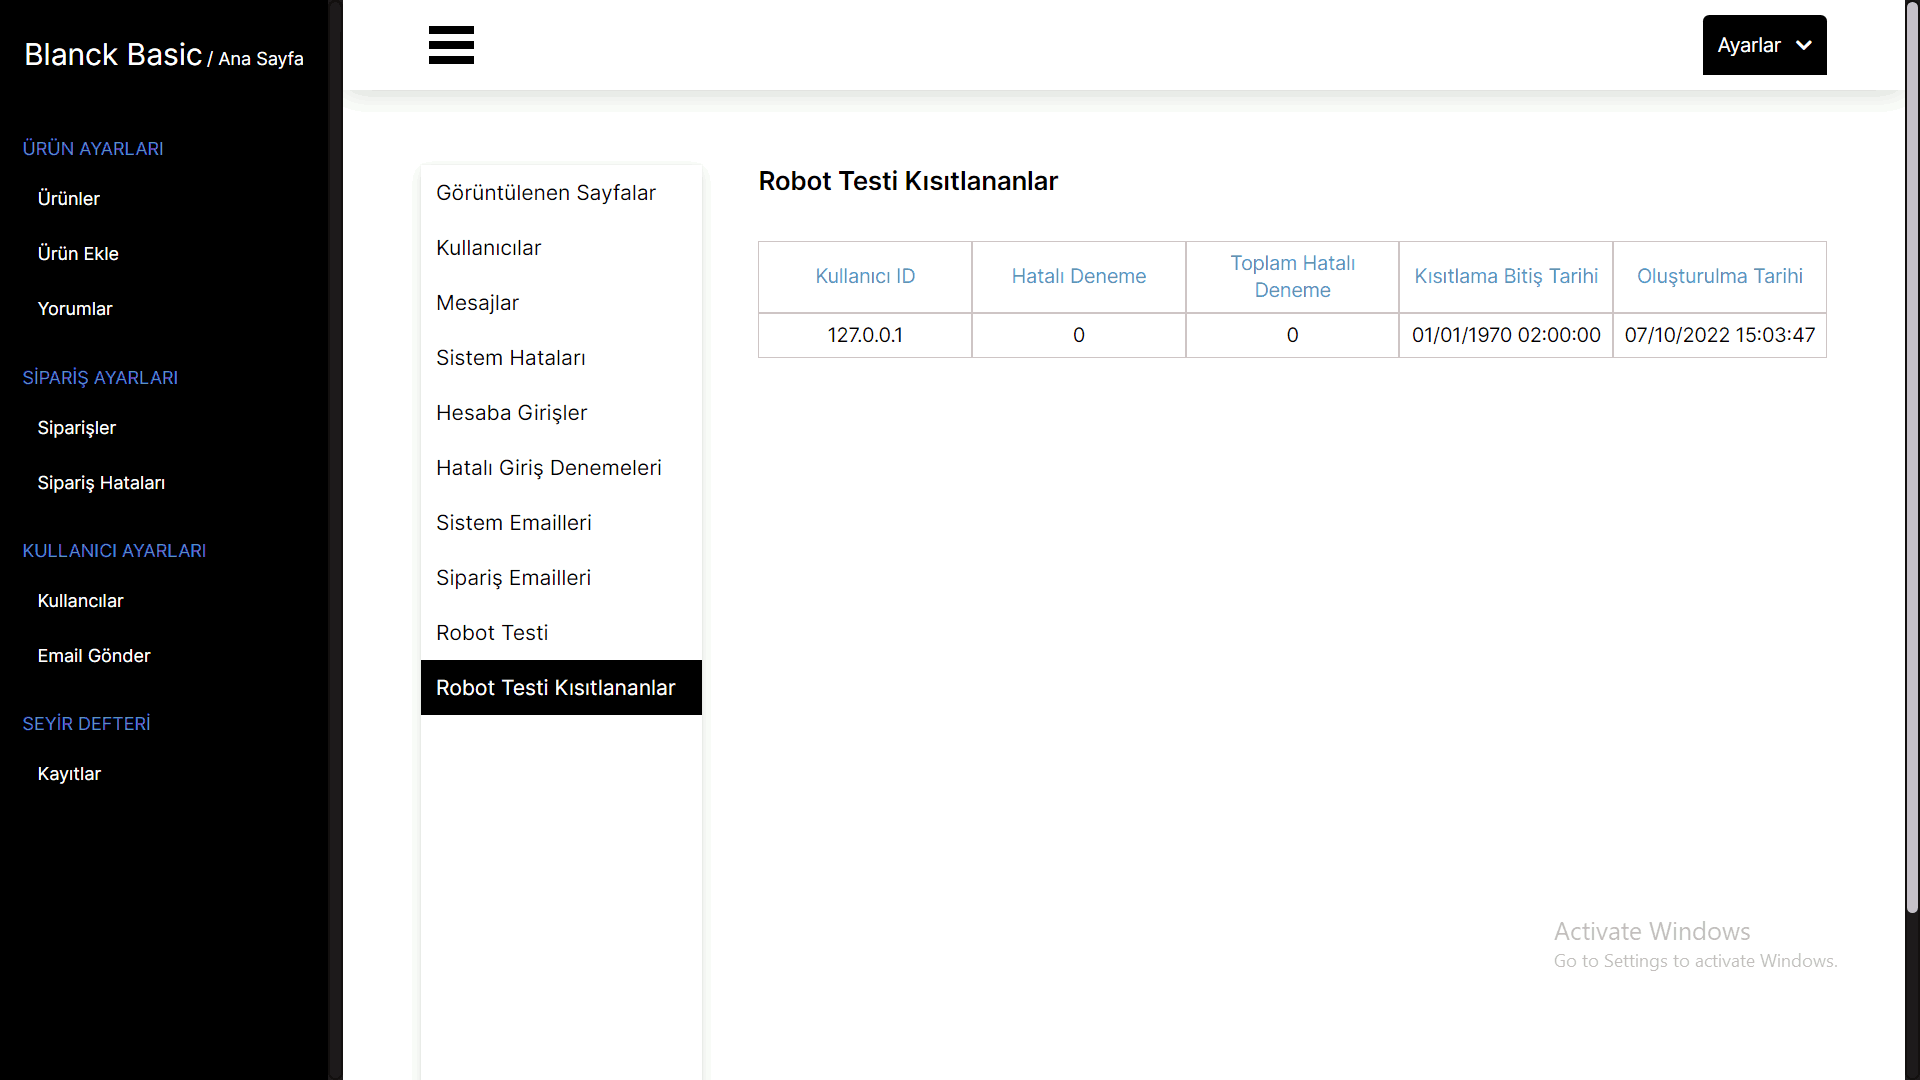 Blanck Basic / Ana Sayfa
ÜRÜN AYARLARI
Ürünler
Ürün Ekle
Yorumlar
SİPARİŞ AYARLARI
Siparişler
Sipariş Hataları
KULLANICI AYARLARI
Kullancılar
Email Gönder
SEYİR DEFTERİ
Kayıtlar
Ayarlar
Görüntülenen Sayfalar
Kullanıcılar
Mesajlar
Sistem Hataları
Hesaba Girişler
Hatalı Giriş Denemeleri
Sistem Emailleri
Sipariş Emailleri
Robot Testi
Robot Testi Kısıtlananlar
Robot Testi Kısıtlananlar
Kullanıcı ID Hatalı Deneme Toplam Hatalı Deneme Kısıtlama Bitiş Tarihi Oluşturulma Tarihi
127.0.0.1 0 0 01/01/1970 02:00:00 07/10/2022 15:03:47
Activate Windows
Go to Settings to activate Windows.